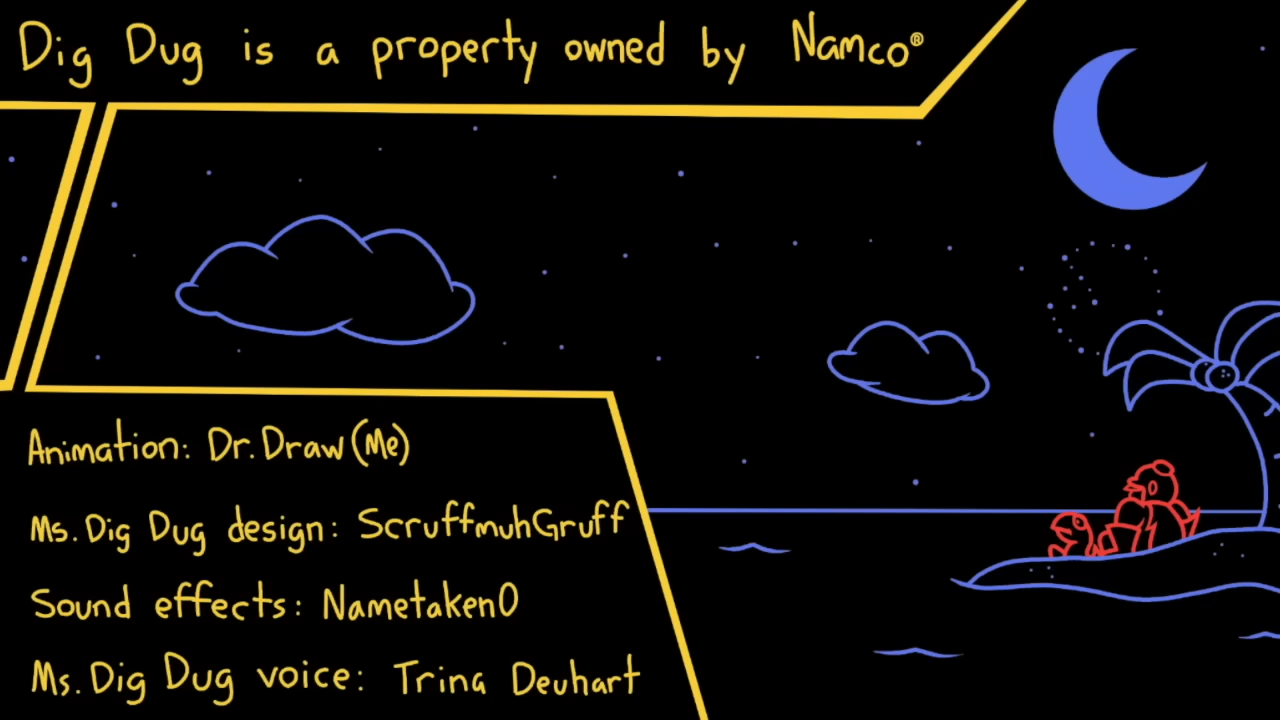 Dig Dug is a property owned by Namco®
Animation: Dr.Draw(Me)
Ms.Dig Dug design: ScruffmuhGruff
Sound effects: Nametaken0
Ms.Dig Dug voice: Trina Deuhart